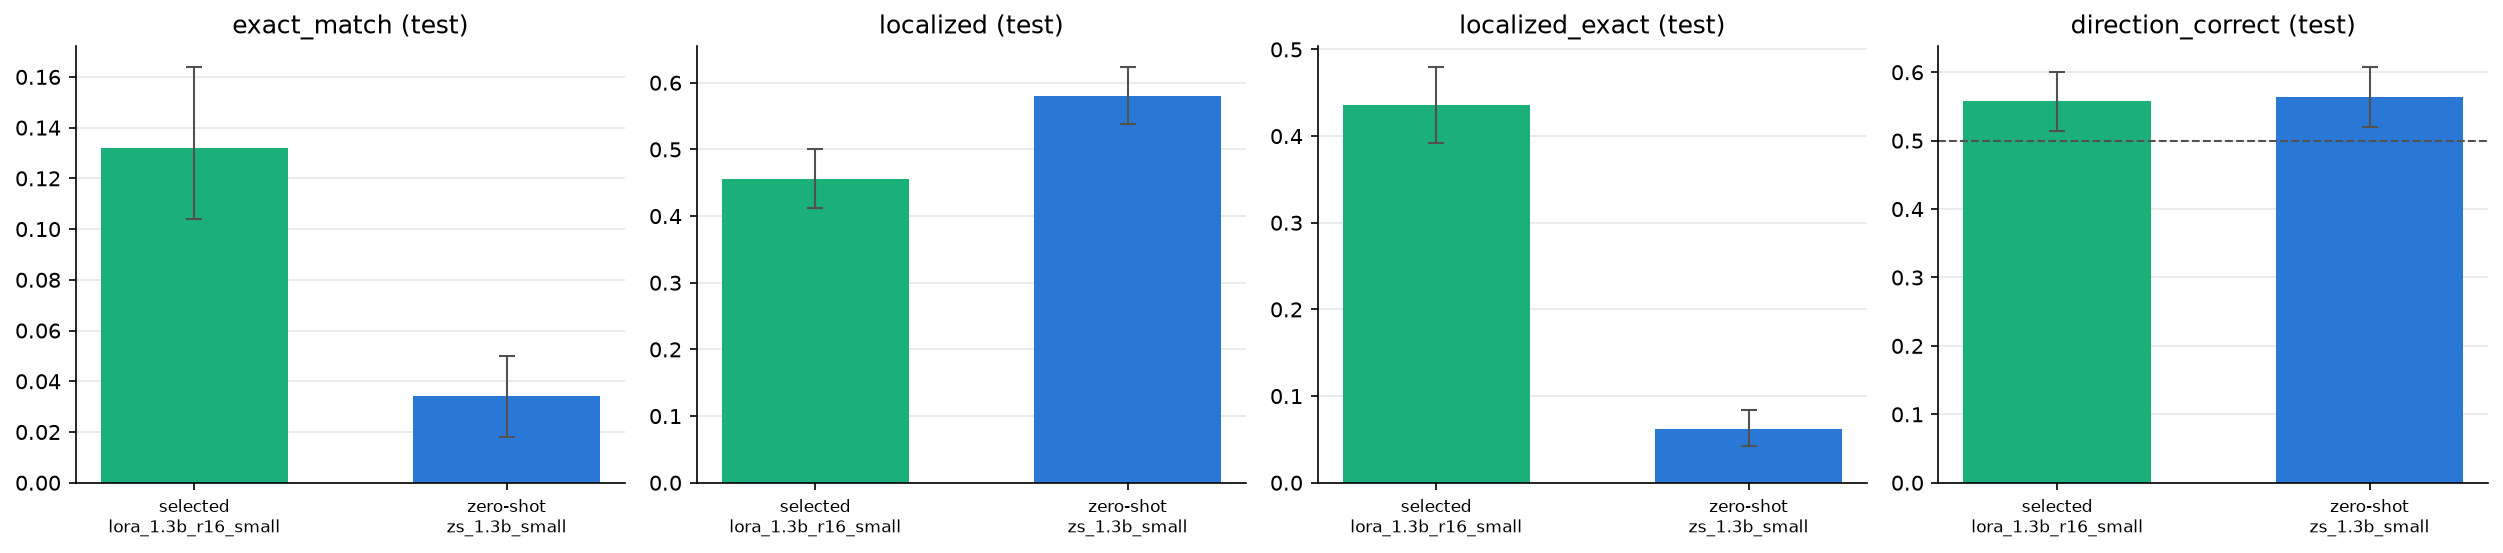 exact_match (test)
0.16
0.14
0.12
0.10
0.08
0.06
0.04
0.02
0.00
selected
lora_1.3b_r16_small
zero-shot
zs_1.3b_small
localized (test)
0.6
0.5
0.4
0.3
0.2
0.1
0.0
selected
lora_1.3b_r16_small
zero-shot
zs_1.3b_small
localized_exact (test)
0.5
0.4
0.3
0.2
0.1
0.0
selected
lora_1.3b_r16_small
zero-shot
zs_1.3b_small
direction_correct (test)
0.6
0.5
0.4
0.3
0.2
0.1
0.0
selected
lora_1.3b_r16_small
zero-shot
zs_1.3b_small